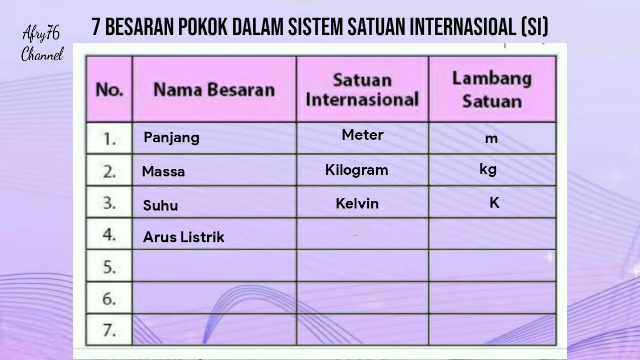 Afry76
Channel
7 BESARAN POKOK DALAM SISTEM SATUAN INTERNASIOAL (SI)
No. Nama Besaran Satuan Internasional Lambang Satuan
1. Panjang Meter m
2. Massa Kilogram kg
3. Suhu Kelvin K
4. Arus Listrik
5.
6.
7.